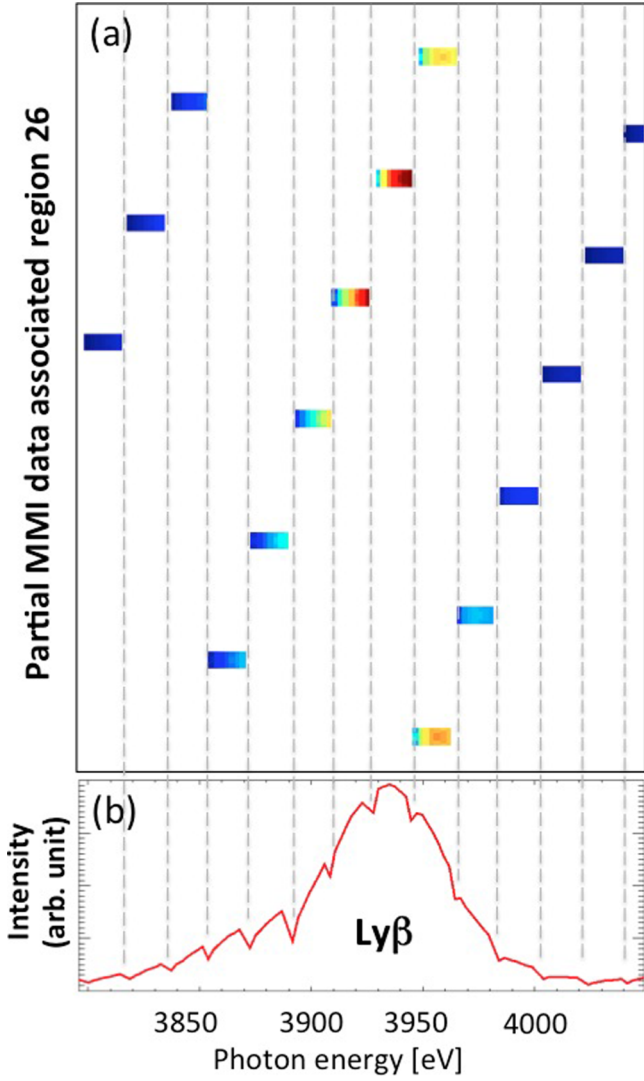 (a)
Partial MMI data associated region 26
(b)
Intensity
(arb. unit)
Lyβ
3850 3900 3950 4000
Photon energy [eV]